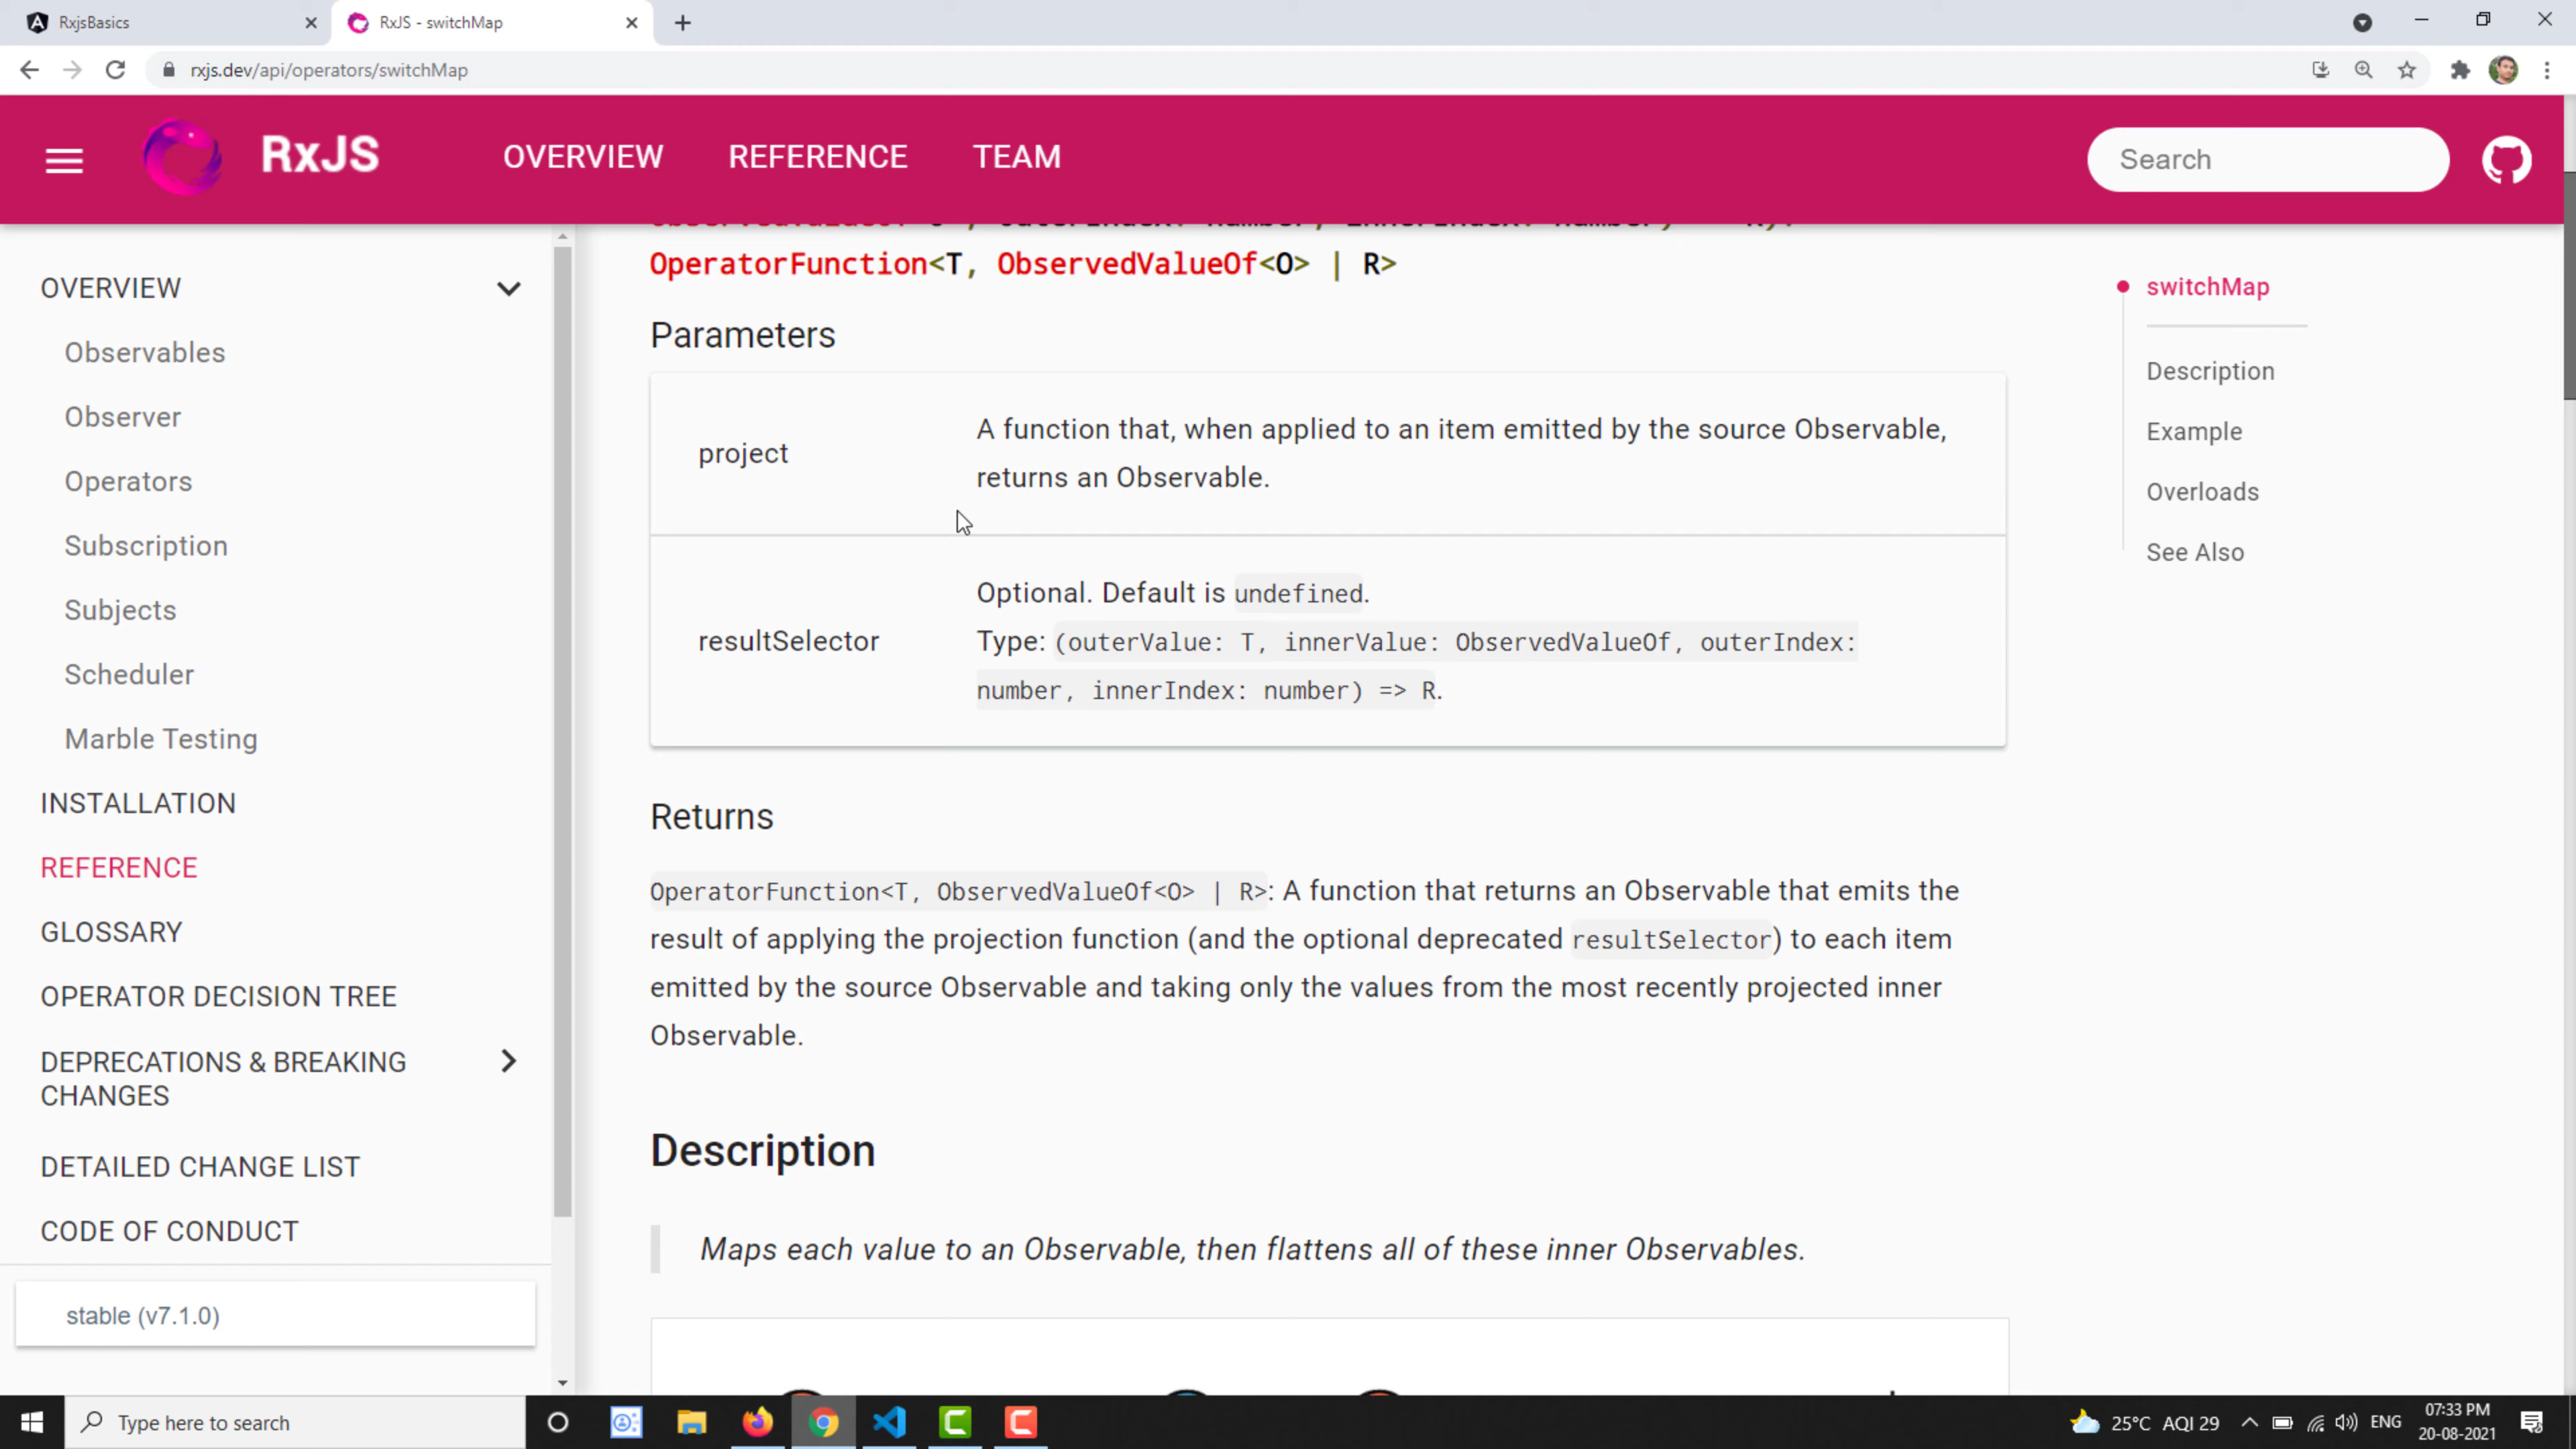 RxjsBasics
RxJS - switchMap
rxjs.dev/api/operators/switchMap
RxJS
OVERVIEW
REFERENCE
TEAM
Search
OVERVIEW
Observables
Observer
Operators
Subscription
Subjects
Scheduler
Marble Testing
INSTALLATION
REFERENCE
GLOSSARY
OPERATOR DECISION TREE
DEPRECATIONS & BREAKING
CHANGES
DETAILED CHANGE LIST
CODE OF CONDUCT
stable (v7.1.0)
OperatorFunction<T, ObservedValueOf<O> | R>
Parameters
project
A function that, when applied to an item emitted by the source Observable,
returns an Observable.
resultSelector
Optional. Default is undefined.
Type: (outerValue: T, innerValue: ObservedValueOf, outerIndex:
number, innerIndex: number) => R.
Returns
OperatorFunction<T, ObservedValueOf<O> | R>: A function that returns an Observable that emits the
result of applying the projection function (and the optional deprecated resultSelector) to each item
emitted by the source Observable and taking only the values from the most recently projected inner
Observable.
Description
Maps each value to an Observable, then flattens all of these inner Observables.
switchMap
Description
Example
Overloads
See Also
Type here to search
25°C AQI 29
ENG
07:33 PM
20-08-2021